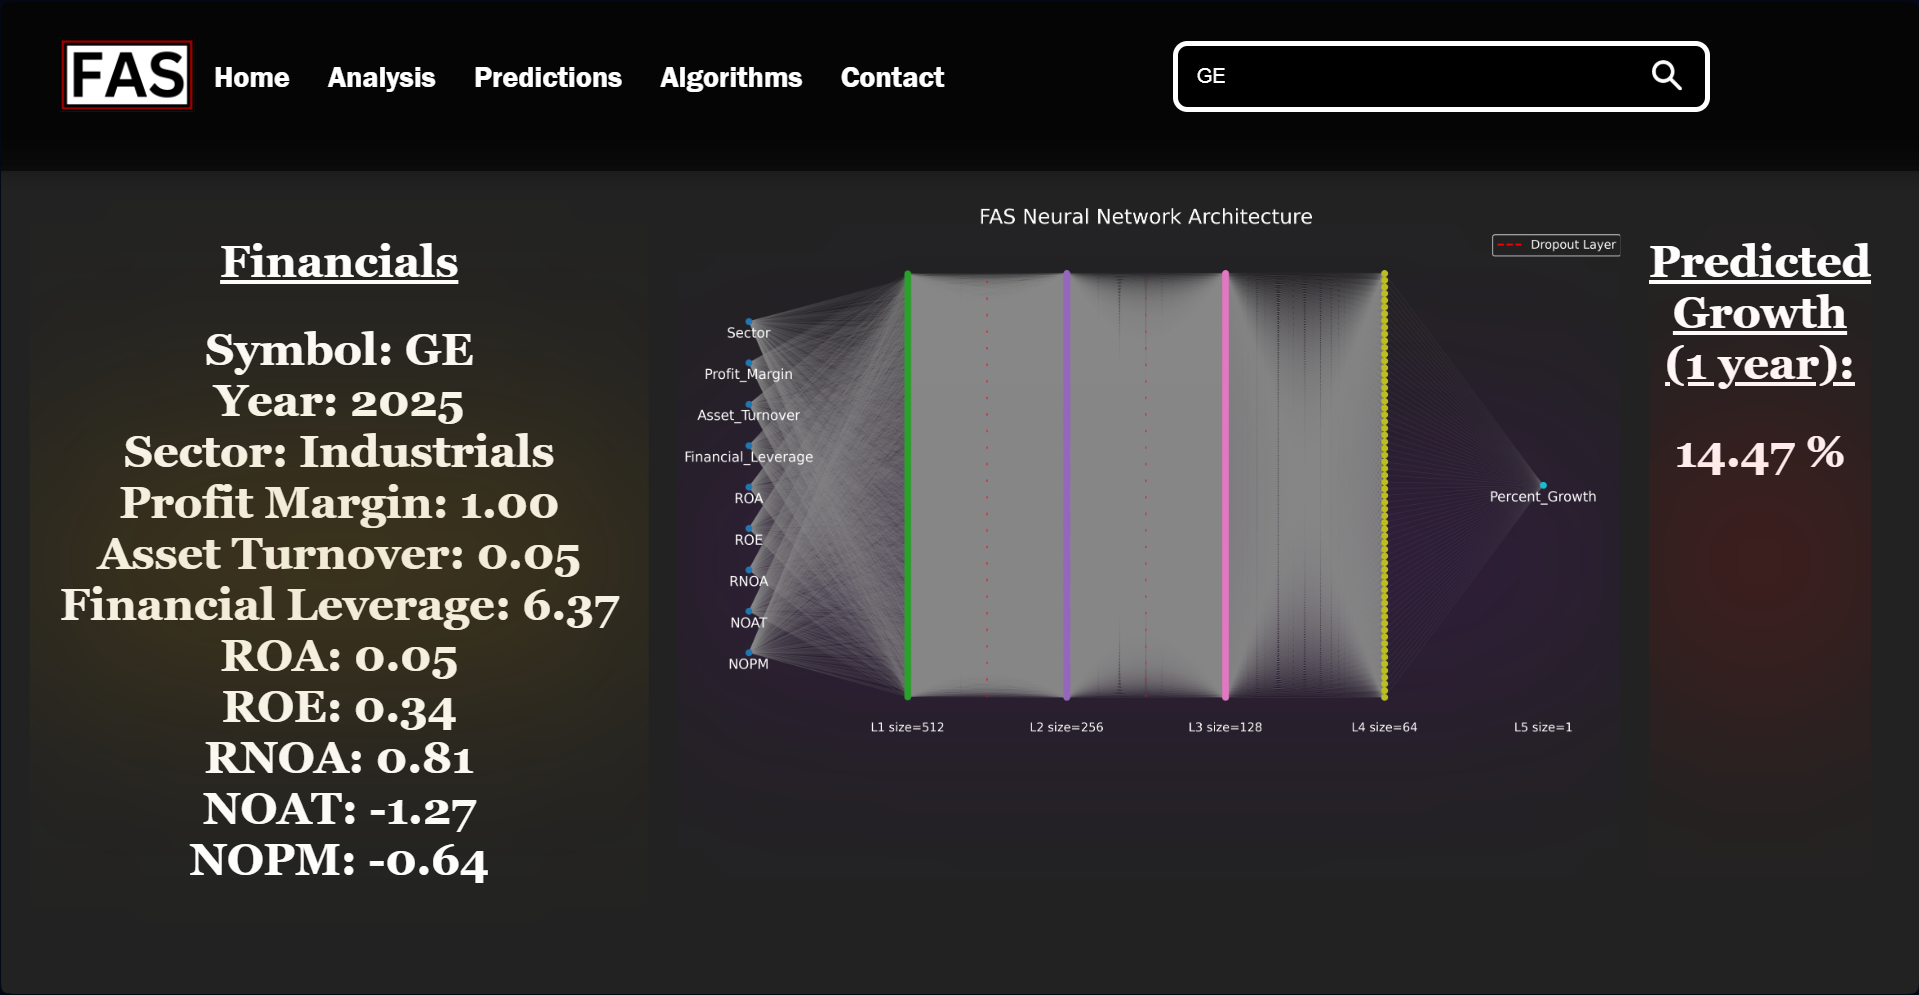 FAS Home Analysis Predictions Algorithms Contact GE
Financials
Symbol: GE
Year: 2025
Sector: Industrials
Profit Margin: 1.00
Asset Turnover: 0.05
Financial Leverage: 6.37
ROA: 0.05
ROE: 0.34
RNOA: 0.81
NOAT: -1.27
NOPM: -0.64
FAS Neural Network Architecture
Dropout Layer
Sector
Profit_Margin
Asset_Turnover
Financial_Leverage
ROA
ROE
RNOA
NOAT
NOPM
Percent_Growth
L1 size=512 L2 size=256 L3 size=128 L4 size=64 L5 size=1
Predicted
Growth
(1 year):
14.47 %